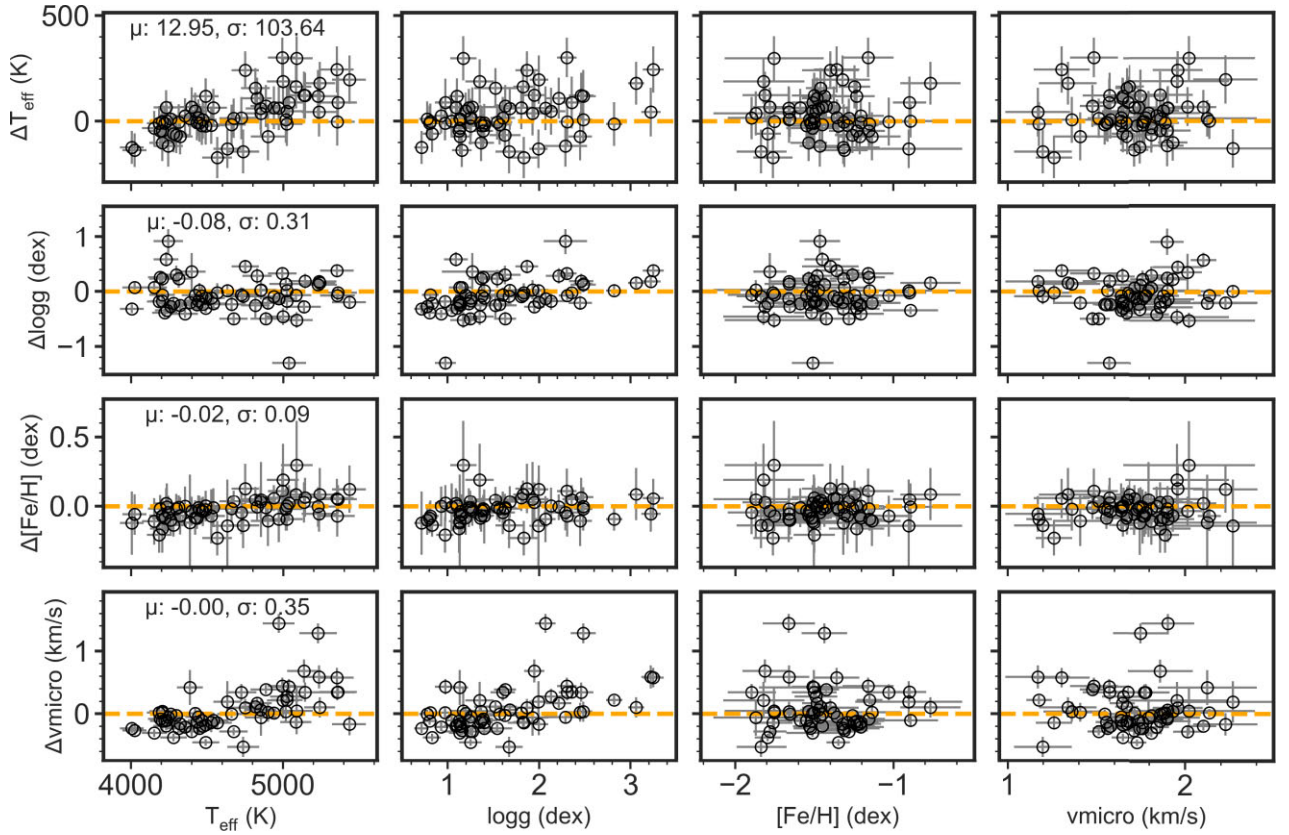 500
0
ΔT_eff (K)
μ: 12.95, σ: 103.64
1
0
−1
Δlogg (dex)
μ: -0.08, σ: 0.31
0.5
0.0
Δ[Fe/H] (dex)
μ: -0.02, σ: 0.09
1
0
Δvmicro (km/s)
μ: -0.00, σ: 0.35
4000 5000 1 2 3 −2 −1 1 2
T_eff (K) logg (dex) [Fe/H] (dex) vmicro (km/s)